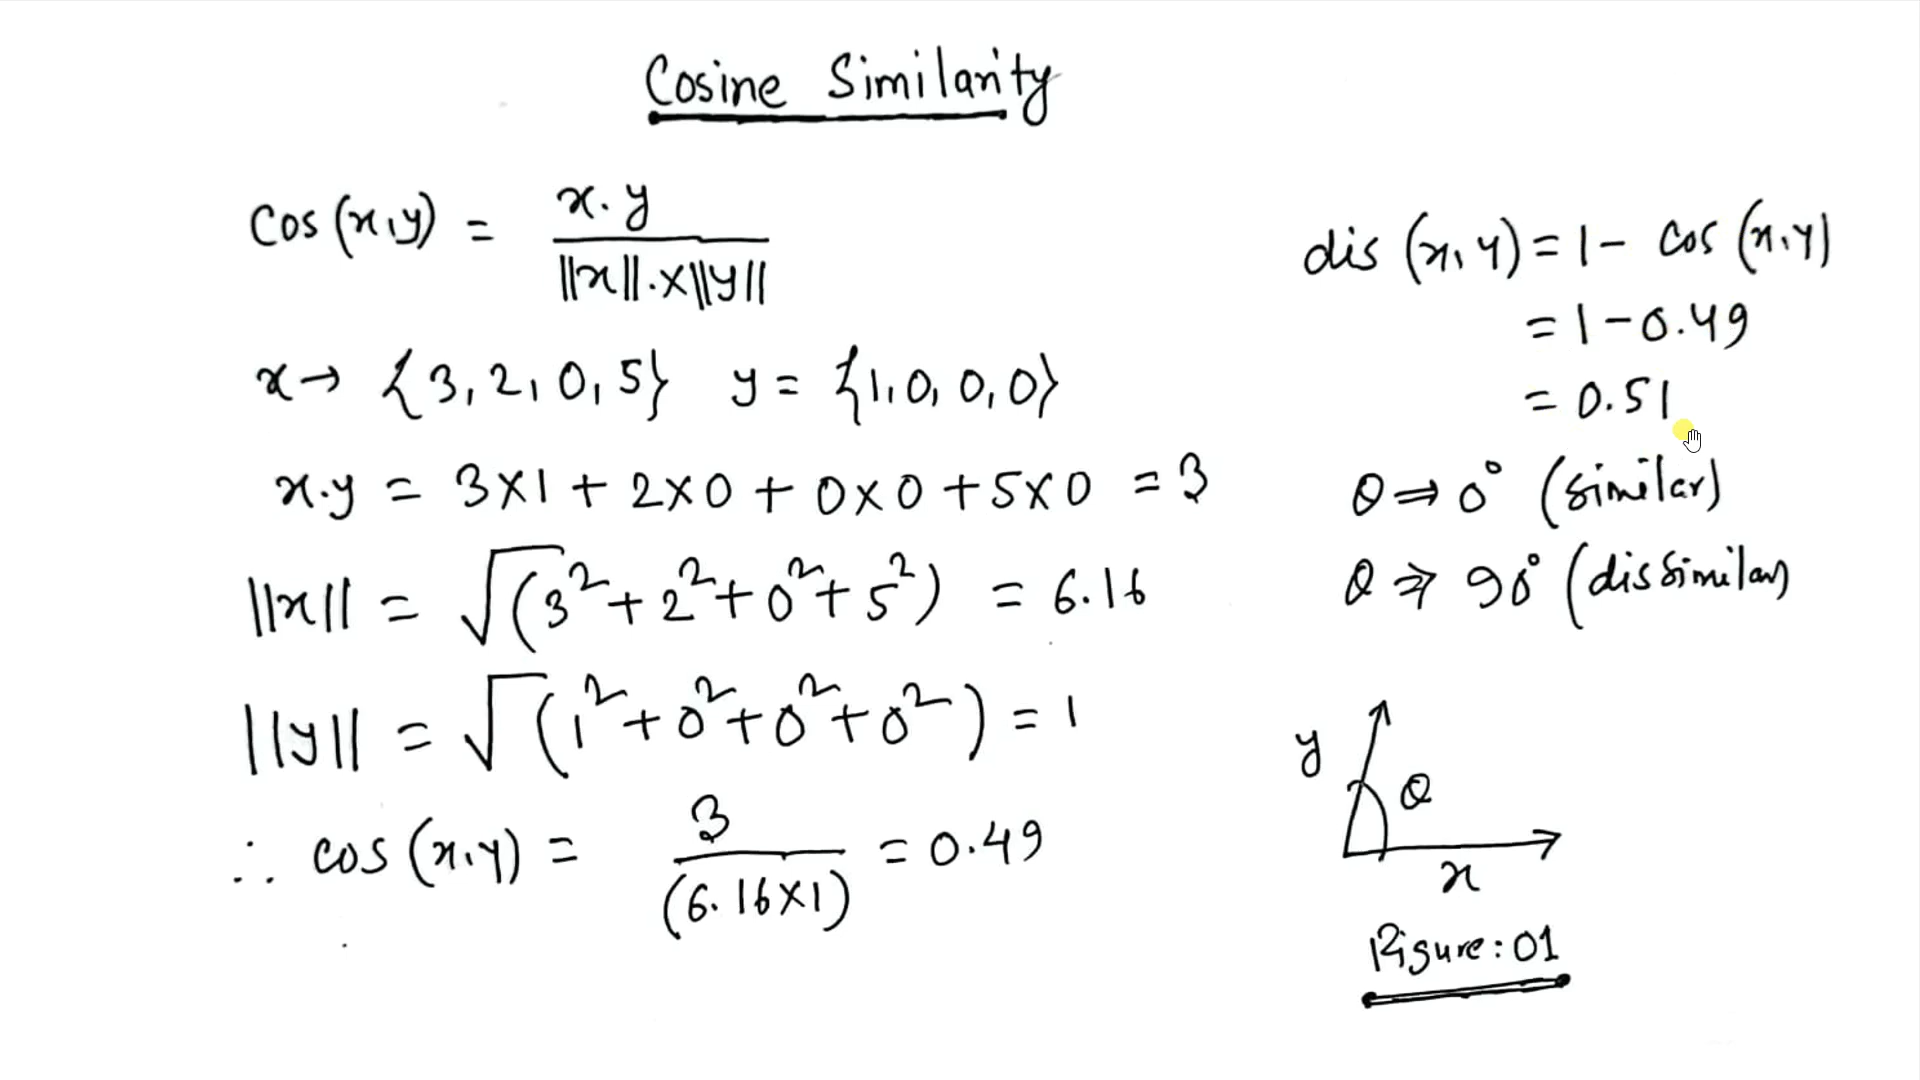 Cosine Similarity
Cos (x,y) = x.y / ||x||.x||y||
x → {3, 2, 0, 5} y = {1, 0, 0, 0}
x.y = 3x1 + 2x0 + 0x0 + 5x0 = 3
||x|| = √(3² + 2² + 0² + 5²) = 6.16
||y|| = √(1² + 0² + 0² + 0²) = 1
∴ cos (x,y) = 3 / (6.16x1) = 0.49
dis (x, y) = 1 - cos (x,y)
= 1 - 0.49
= 0.51
θ ⇒ 0° (similar)
θ ⇒ 90° (dissimilar)
y
θ
x
Figure: 01